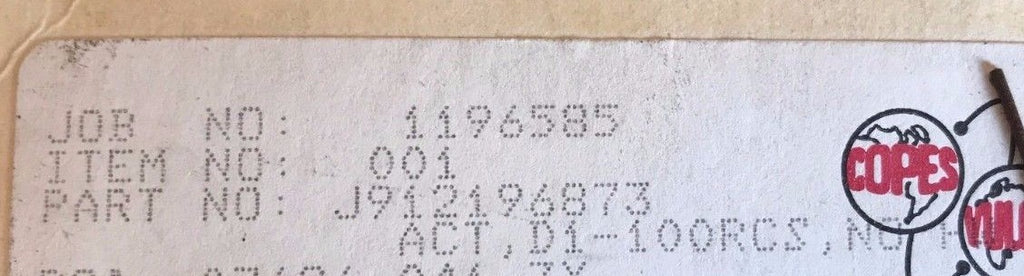 JOB NO: 1196585
ITEM NO: 001
PART NO: J912196873
ACT,D1-100RCS,NO
COPES